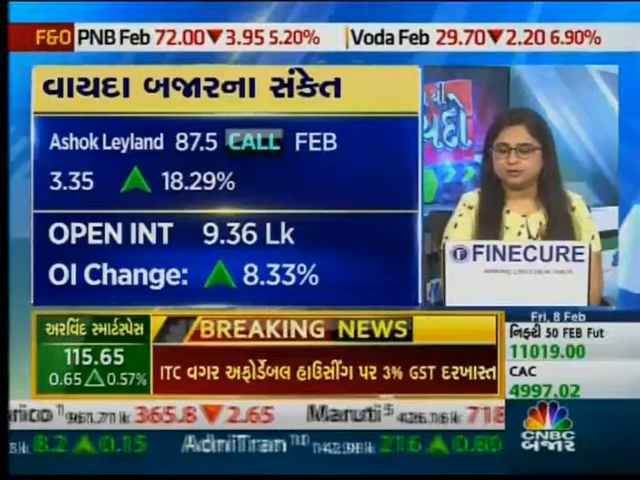 F&O PNB Feb 72.00▼3.95 5.20% Voda Feb 29.70▼2.20 6.90%
વાયદા બજારના સંકેત
Ashok Leyland 87.5 CALL FEB
3.35 ▲ 18.29%
OPEN INT 9.36 Lk
OI Change: ▲ 8.33%
FINECURE
અરવિંદ સ્માર્ટસ્પેસ
115.65
0.65▲0.57%
BREAKING NEWS
ITC વગર અફોર્ડેબલ હાઉસીંગ પર 3% GST દરખાસ્ત
Fri, 8 Feb
નિફ્ટી 50 FEB Fut
11019.00
CAC
4997.02
365.8 ▼ 2.65 Maruti 718
8.2 ▲ 0.15 AdniTran 216 ▲ 0.80
CNBC
બજાર